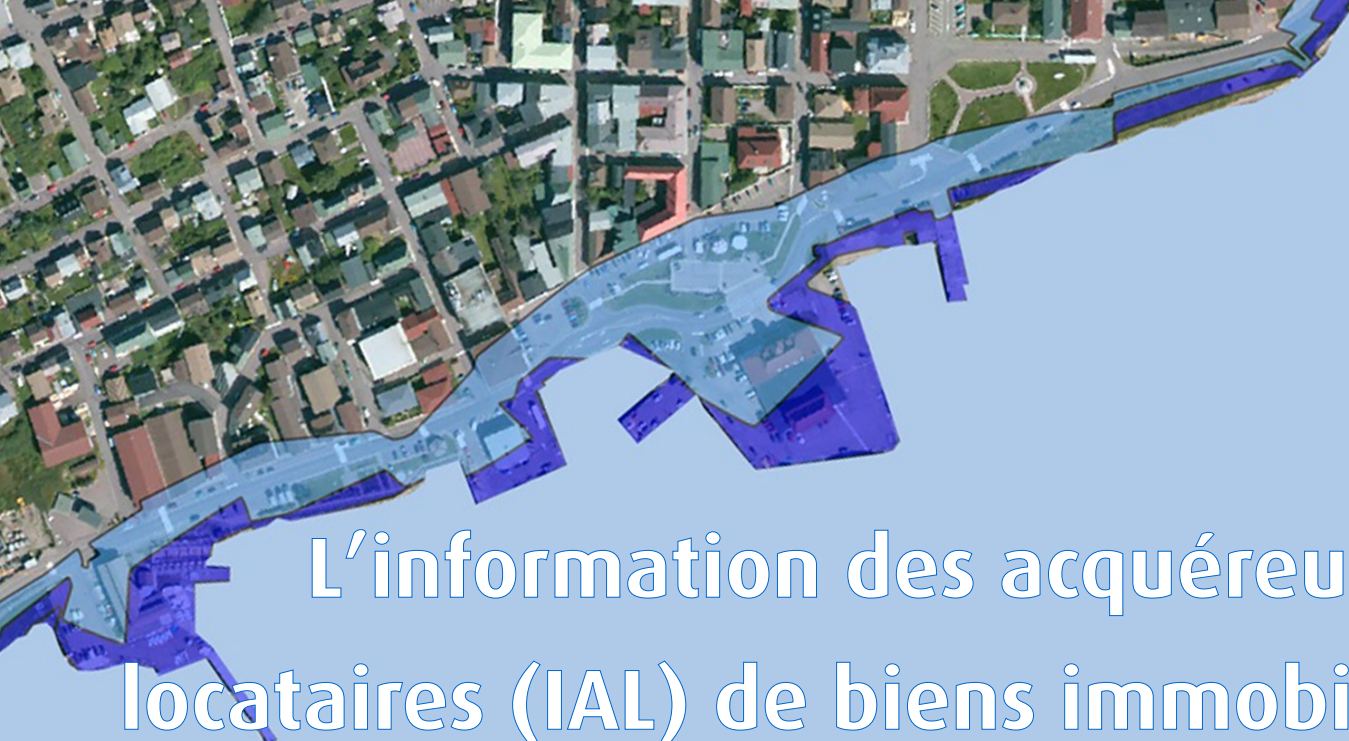 L'information des acquéreu
locataires (IAL) de biens immobi